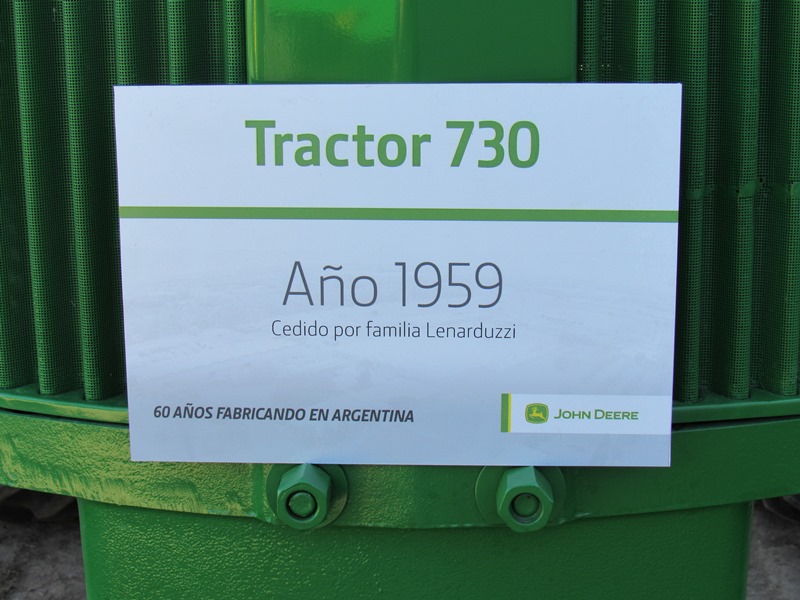 Tractor 730
Año 1959
Cedido por familia Lenarduzzi
60 AÑOS FABRICANDO EN ARGENTINA
JOHN DEERE